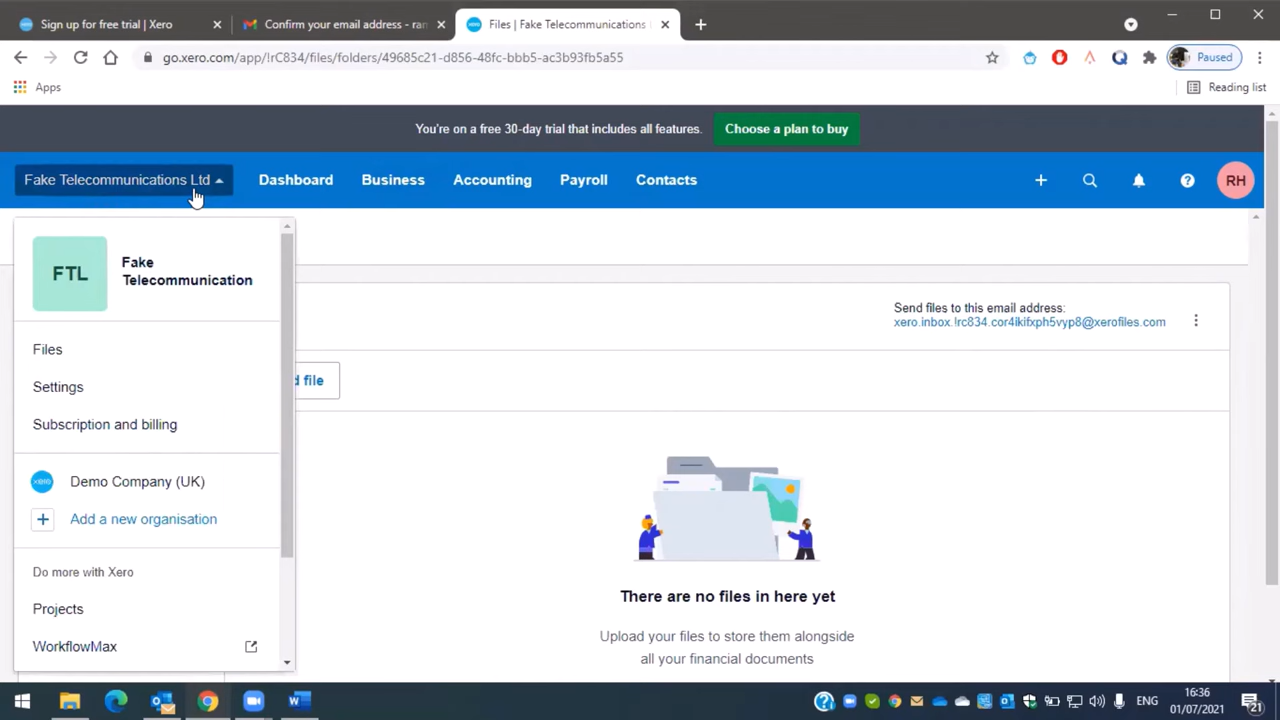 Sign up for free trial | Xero
Confirm your email address - ran
Files | Fake Telecommunications
go.xero.com/app/!rC834/files/folders/49685c21-d856-48fc-bbb5-ac3b93fb5a55
Paused
Apps
Reading list
You're on a free 30-day trial that includes all features.
Choose a plan to buy
Fake Telecommunications Ltd
Dashboard
Business
Accounting
Payroll
Contacts
RH
FTL
Fake
Telecommunication
Send files to this email address:
xero.inbox.!rc834.cor4ikifxph5vyp8@xerofiles.com
Files
d file
Settings
Subscription and billing
xero
Demo Company (UK)
Add a new organisation
Do more with Xero
Projects
WorkflowMax
There are no files in here yet
Upload your files to store them alongside
all your financial documents
ENG
16:36
01/07/2021
21